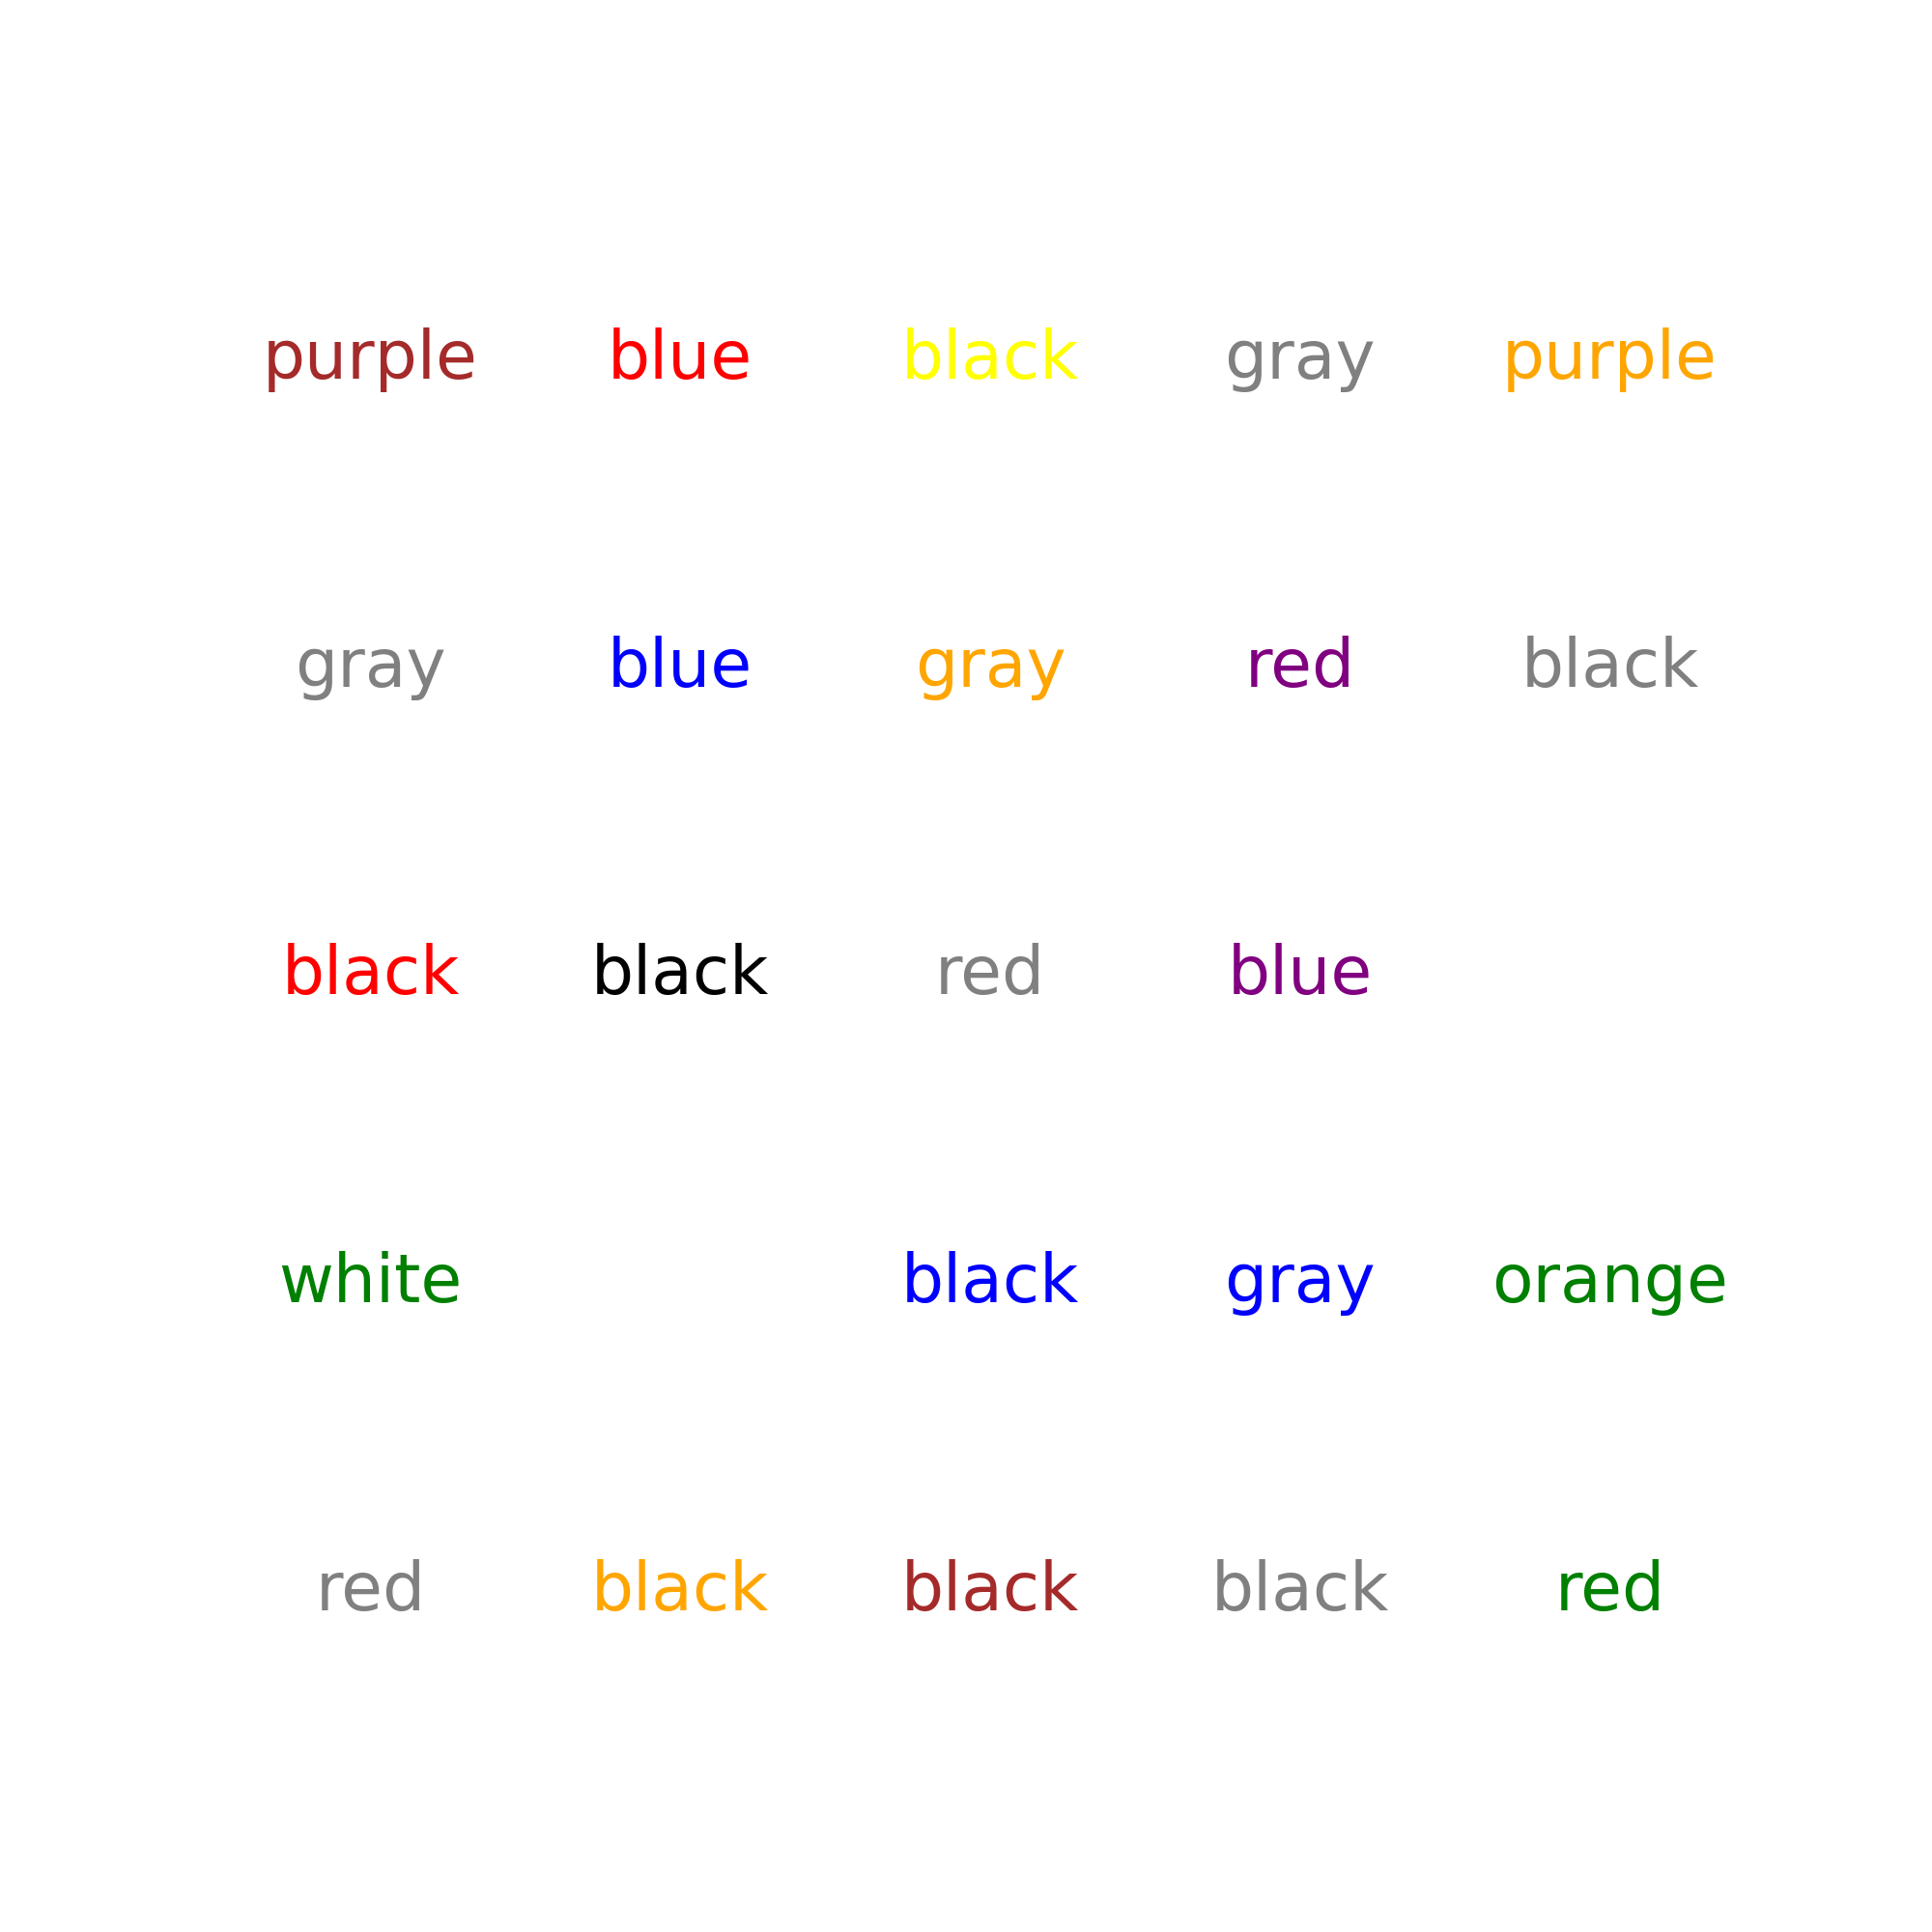 purple blue black gray purple
gray blue gray red black
black black red blue
white black gray orange
red black black black red